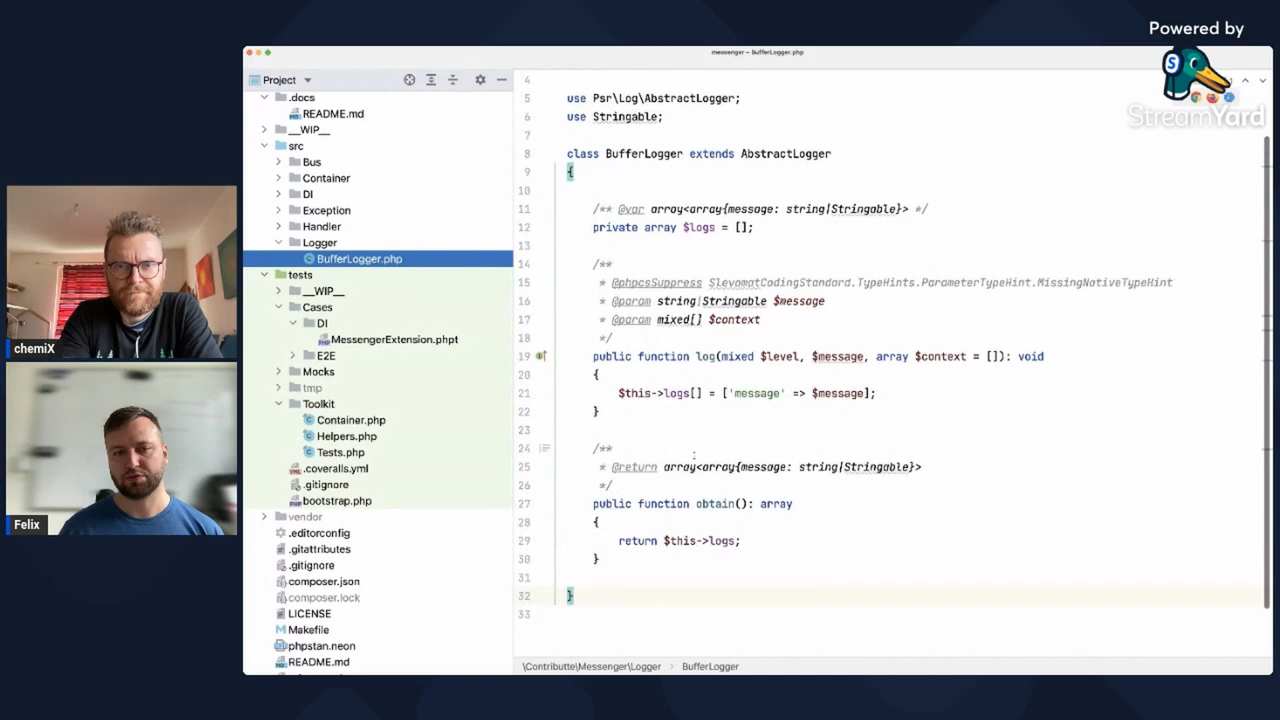 Powered by
StreamYard
chemiX
Felix
messenger – BufferLogger.php
Project
.docs
README.md
__WIP__
src
Bus
Container
DI
Exception
Handler
Logger
BufferLogger.php
tests
__WIP__
Cases
DI
MessengerExtension.phpt
E2E
Mocks
tmp
Toolkit
Container.php
Helpers.php
Tests.php
.coveralls.yml
.gitignore
bootstrap.php
vendor
.editorconfig
.gitattributes
.gitignore
composer.json
composer.lock
LICENSE
Makefile
phpstan.neon
README.md
4
5 use Psr\Log\AbstractLogger;
6 use Stringable;
7
8 class BufferLogger extends AbstractLogger
9 {
10
11 /** @var array<array{message: string|Stringable}> */
12 private array $logs = [];
13
14 /**
15 * @phpcsSuppress SlevomatCodingStandard.TypeHints.ParameterTypeHint.MissingNativeTypeHint
16 * @param string|Stringable $message
17 * @param mixed[] $context
18 */
19 public function log(mixed $level, $message, array $context = []): void
20 {
21 $this->logs[] = ['message' => $message];
22 }
23
24 /**
25 * @return array<array{message: string|Stringable}>
26 */
27 public function obtain(): array
28 {
29 return $this->logs;
30 }
31
32 }
33
\Contributte\Messenger\Logger > BufferLogger